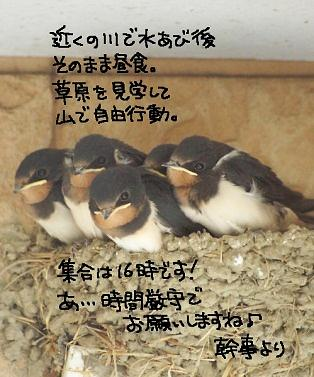 近くの川で水あび後
そのまま昼食。
草原を見学して
山で自由行動。
集合は16時です!
あ…時間厳守で
お願いしますね♪
幹事より